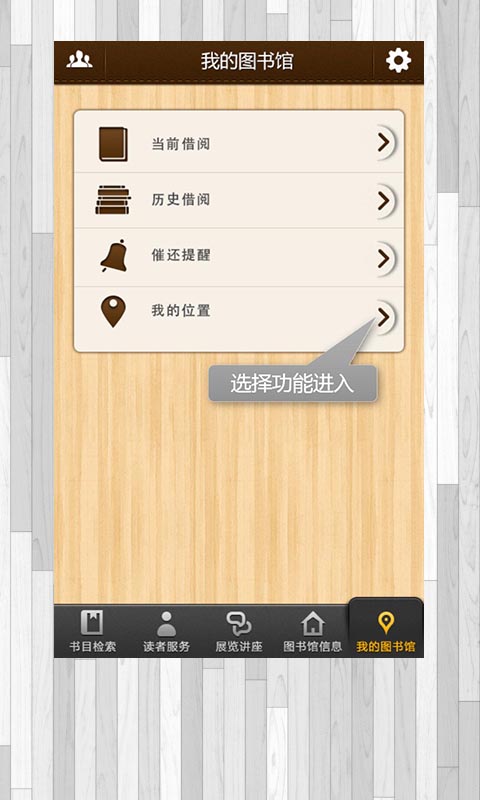 我的图书馆
当前借阅
历史借阅
催还提醒
我的位置
选择功能进入
书目检索 读者服务 展览讲座 图书馆信息 我的图书馆